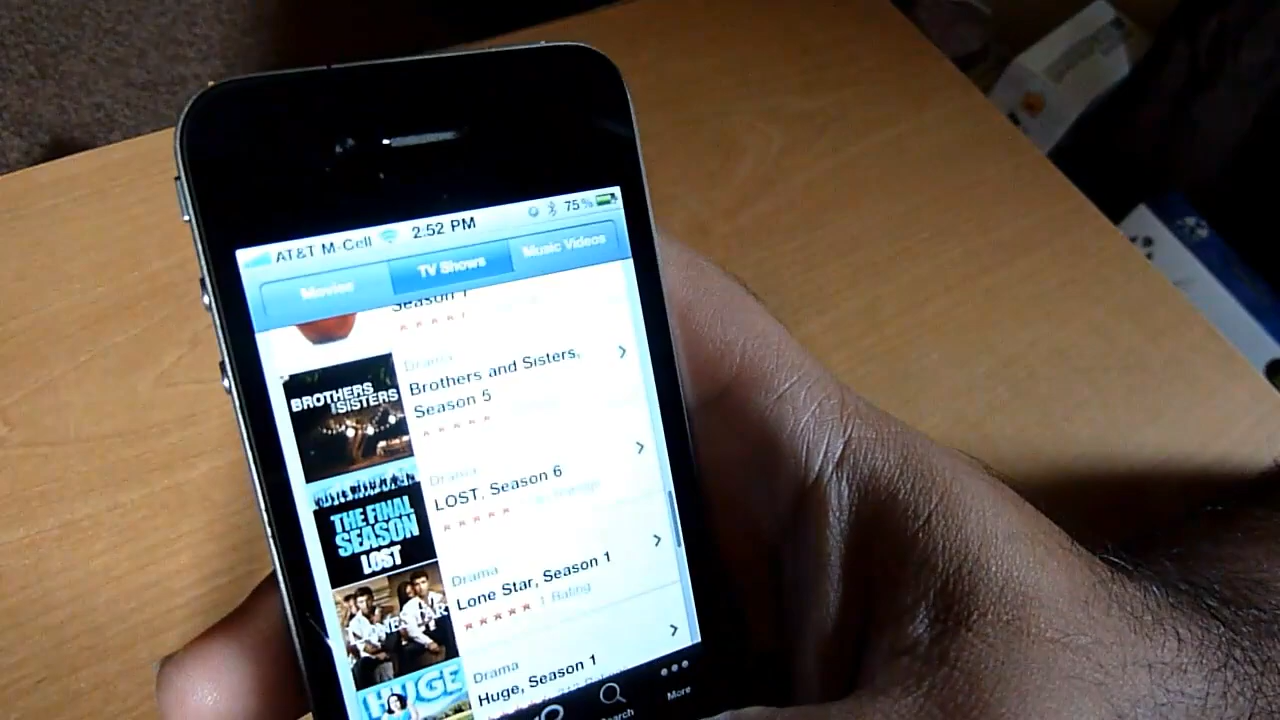 AT&T M-Cell 2:52 PM 75%
Movies TV Shows Music Videos
Season 1
Drama
Brothers and Sisters,
Season 5
BROTHERS
AND SISTERS
Drama
LOST, Season 6
THE FINAL
SEASON
LOST
Drama
Lone Star, Season 1
1 Rating
Drama
Huge, Season 1
HUGE
More